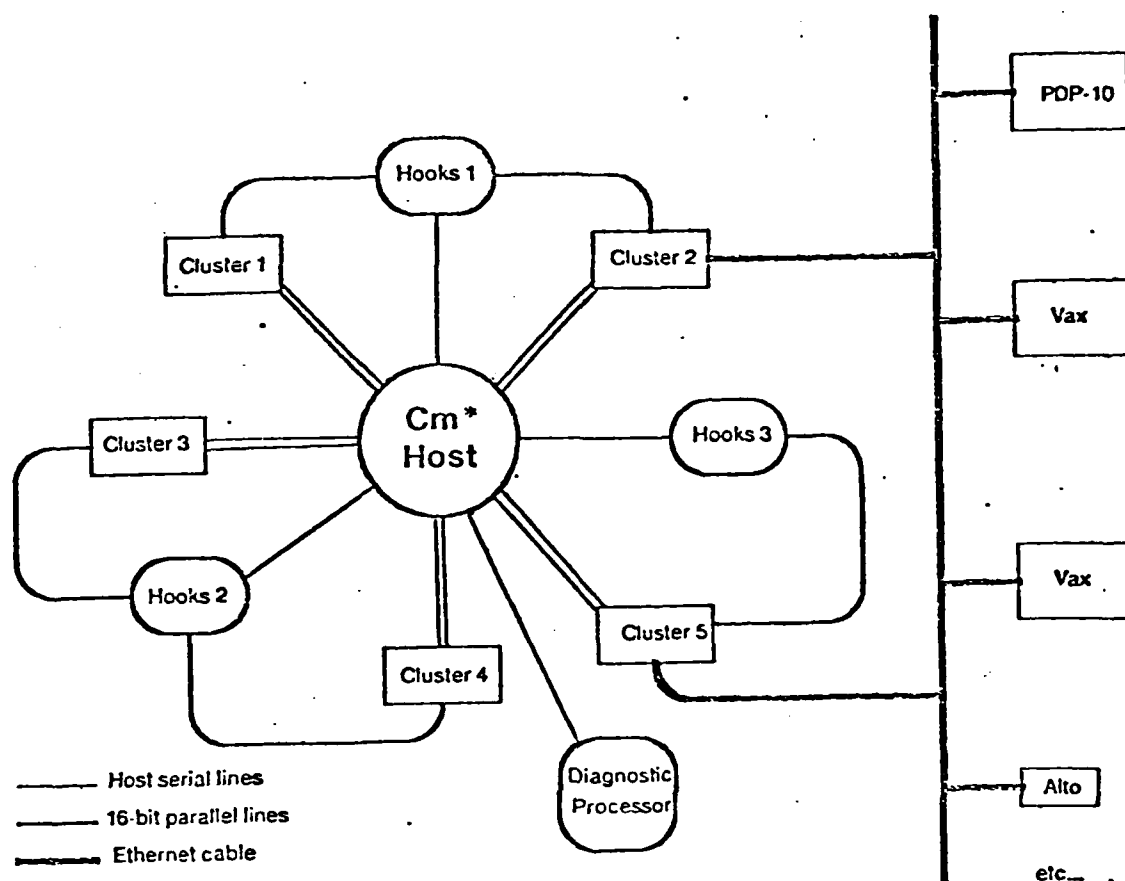 PDP-10
Hooks 1
Cluster 1
Cluster 2
Vax
Cm*
Host
Cluster 3
Hooks 3
Vax
Hooks 2
Cluster 5
Cluster 4
Diagnostic
Processor
Alto
Host serial lines
16-bit parallel lines
Ethernet cable
etc...